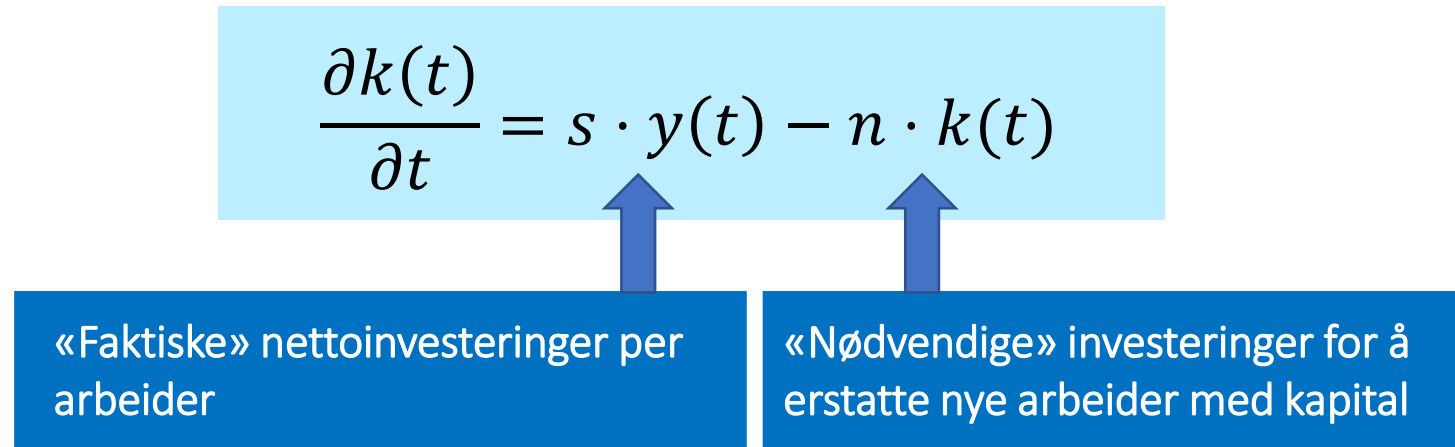 ∂k(t)/∂t = s · y(t) − n · k(t)
«Faktiske» nettoinvesteringer per
arbeider
«Nødvendige» investeringer for å
erstatte nye arbeider med kapital